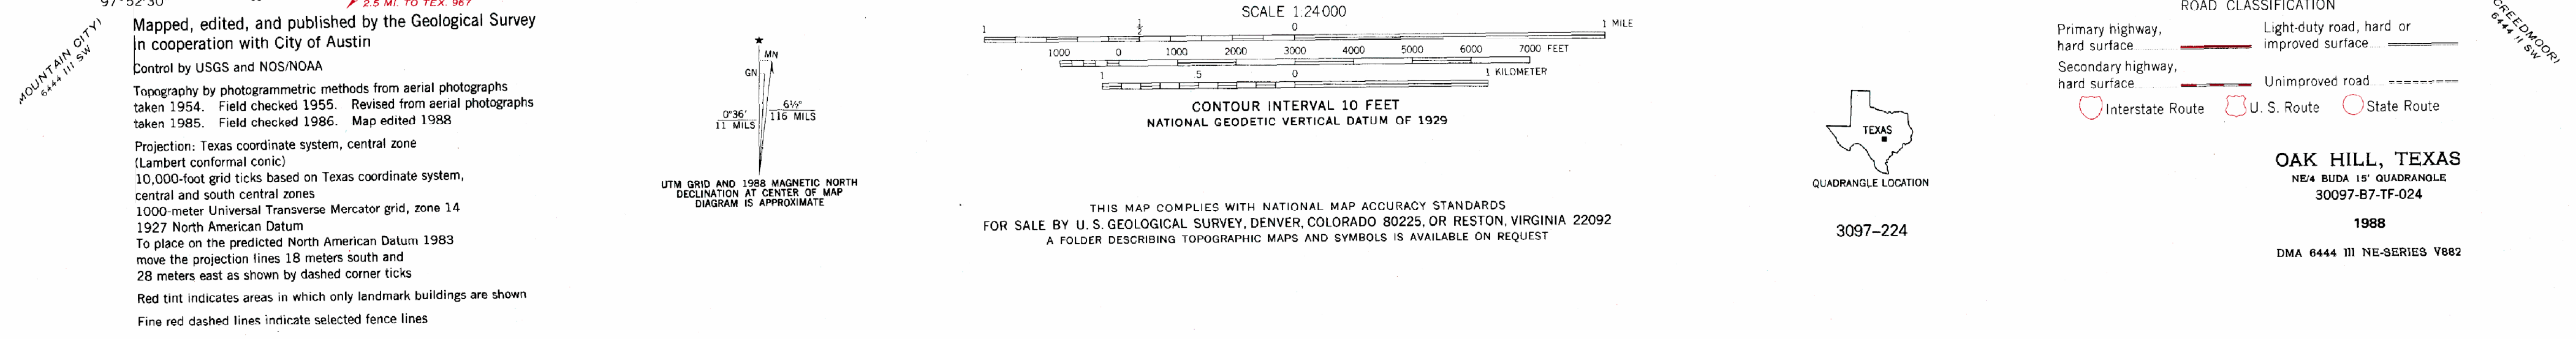 97°52'30"
2.5 MI. TO TEX. 967
(MOUNTAIN CITY)
6444 III SW
Mapped, edited, and published by the Geological Survey
in cooperation with City of Austin
Control by USGS and NOS/NOAA
Topography by photogrammetric methods from aerial photographs
taken 1954. Field checked 1955. Revised from aerial photographs
taken 1985. Field checked 1986. Map edited 1988
Projection: Texas coordinate system, central zone
(Lambert conformal conic)
10,000-foot grid ticks based on Texas coordinate system,
central and south central zones
1000-meter Universal Transverse Mercator grid, zone 14
1927 North American Datum
To place on the predicted North American Datum 1983
move the projection lines 18 meters south and
28 meters east as shown by dashed corner ticks
Red tint indicates areas in which only landmark buildings are shown
Fine red dashed lines indicate selected fence lines
MN
GN
0°36'
11 MILS
6½°
116 MILS
UTM GRID AND 1988 MAGNETIC NORTH
DECLINATION AT CENTER OF MAP
DIAGRAM IS APPROXIMATE
SCALE 1:24 000
1 ½ 0 1 MILE
1000 0 1000 2000 3000 4000 5000 6000 7000 FEET
1 .5 0 1 KILOMETER
CONTOUR INTERVAL 10 FEET
NATIONAL GEODETIC VERTICAL DATUM OF 1929
THIS MAP COMPLIES WITH NATIONAL MAP ACCURACY STANDARDS
FOR SALE BY U. S. GEOLOGICAL SURVEY, DENVER, COLORADO 80225, OR RESTON, VIRGINIA 22092
A FOLDER DESCRIBING TOPOGRAPHIC MAPS AND SYMBOLS IS AVAILABLE ON REQUEST
TEXAS
QUADRANGLE LOCATION
3097-224
ROAD CLASSIFICATION
Primary highway,
hard surface
Light-duty road, hard or
improved surface
Secondary highway,
hard surface
Unimproved road
Interstate Route U. S. Route State Route
(CREEDMOOR)
6444 II SW
OAK HILL, TEXAS
NE/4 BUDA 15' QUADRANGLE
30097-B7-TF-024
1988
DMA 6444 III NE-SERIES V882